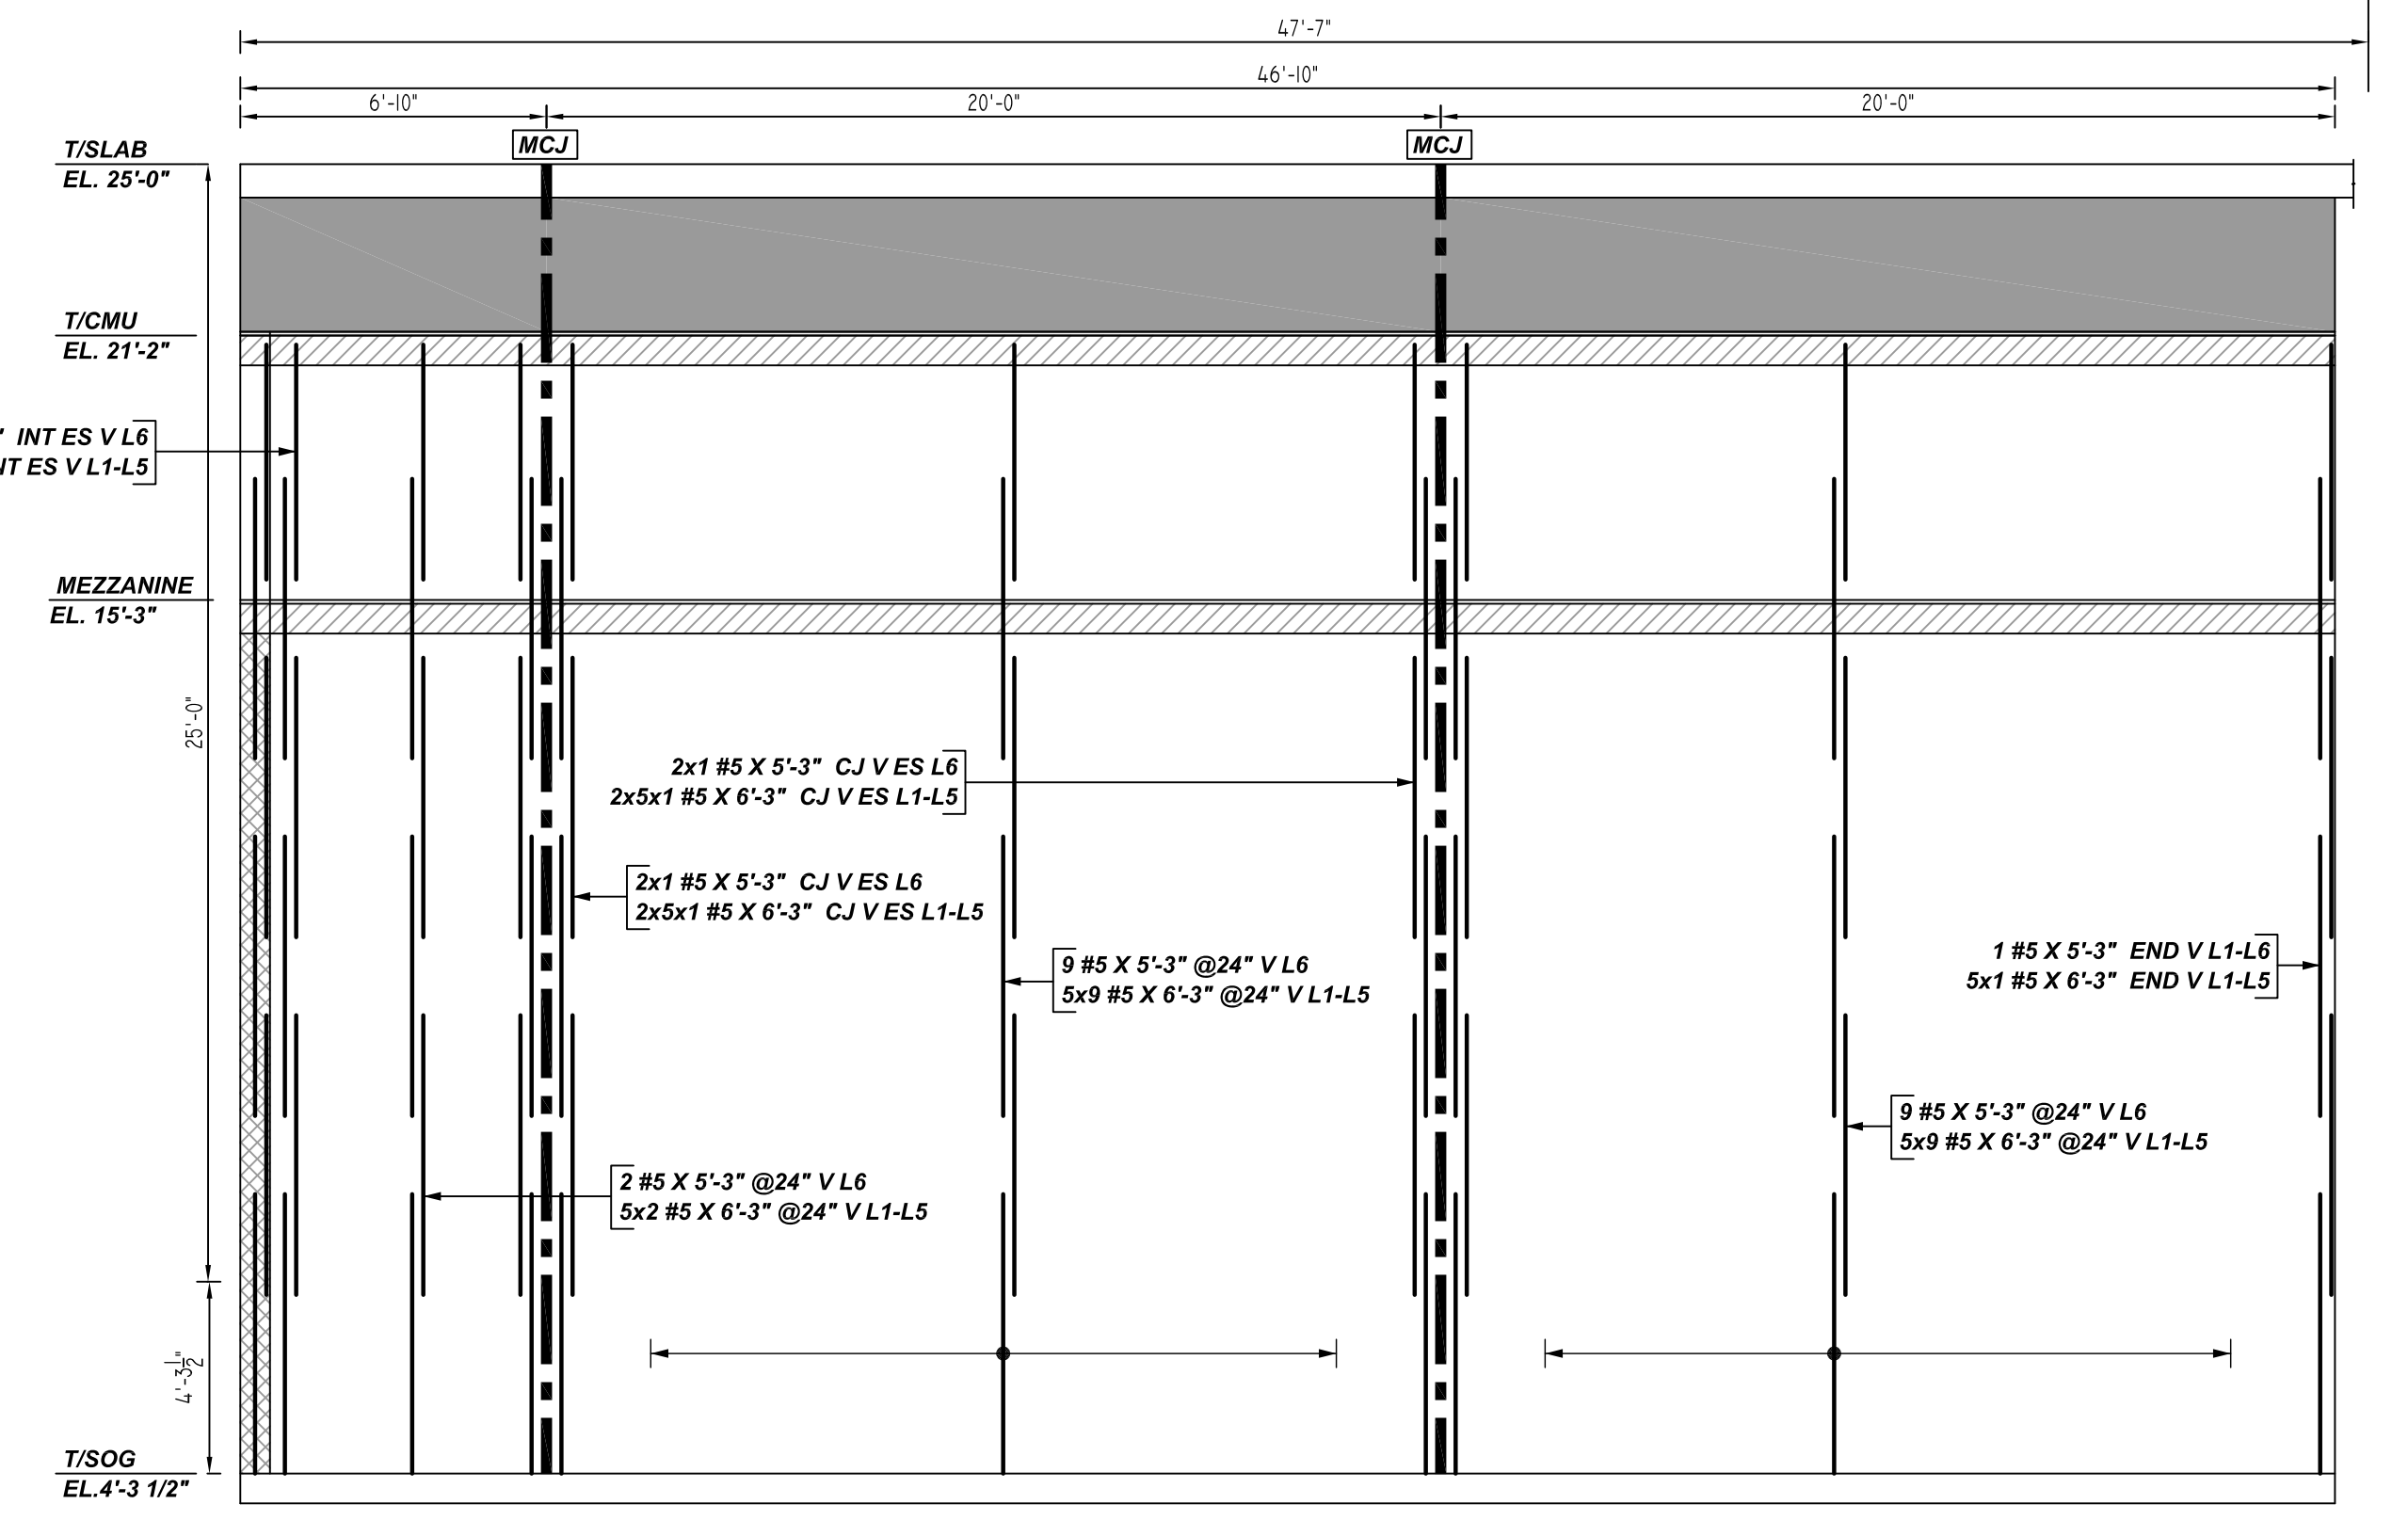 47'-7"
46'-10"
6'-10"
20'-0"
20'-0"
MCJ
MCJ
T/SLAB
EL. 25'-0"
T/CMU
EL. 21'-2"
INT ES V L6
ES V L1-L5
MEZZANINE
EL. 15'-3"
25'-0"
2x1 #5 X 5'-3" CJ V ES L6
2x5x1 #5 X 6'-3" CJ V ES L1-L5
2x1 #5 X 5'-3" CJ V ES L6
2x5x1 #5 X 6'-3" CJ V ES L1-L5
9 #5 X 5'-3" @24" V L6
5x9 #5 X 6'-3" @24" V L1-L5
1 #5 X 5'-3" END V L1-L6
5x1 #5 X 6'-3" END V L1-L5
9 #5 X 5'-3" @24" V L6
5x9 #5 X 6'-3" @24" V L1-L5
2 #5 X 5'-3" @24" V L6
5x2 #5 X 6'-3" @24" V L1-L5
4'-3 1/2"
T/SOG
EL.4'-3 1/2"